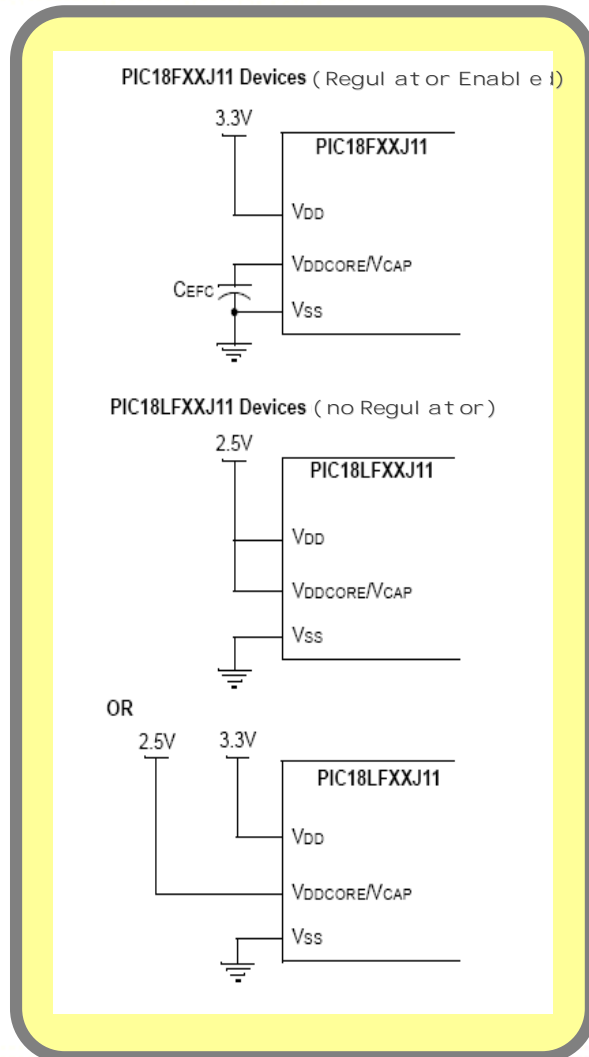 PIC18FXXJ11 Devices (Regulator Enabled)
3.3V
PIC18FXXJ11
VDD
VDDCORE/VCAP
CEFC
VSS
PIC18LFXXJ11 Devices (no Regulator)
2.5V
PIC18LFXXJ11
VDD
VDDCORE/VCAP
VSS
OR
2.5V 3.3V
PIC18LFXXJ11
VDD
VDDCORE/VCAP
VSS